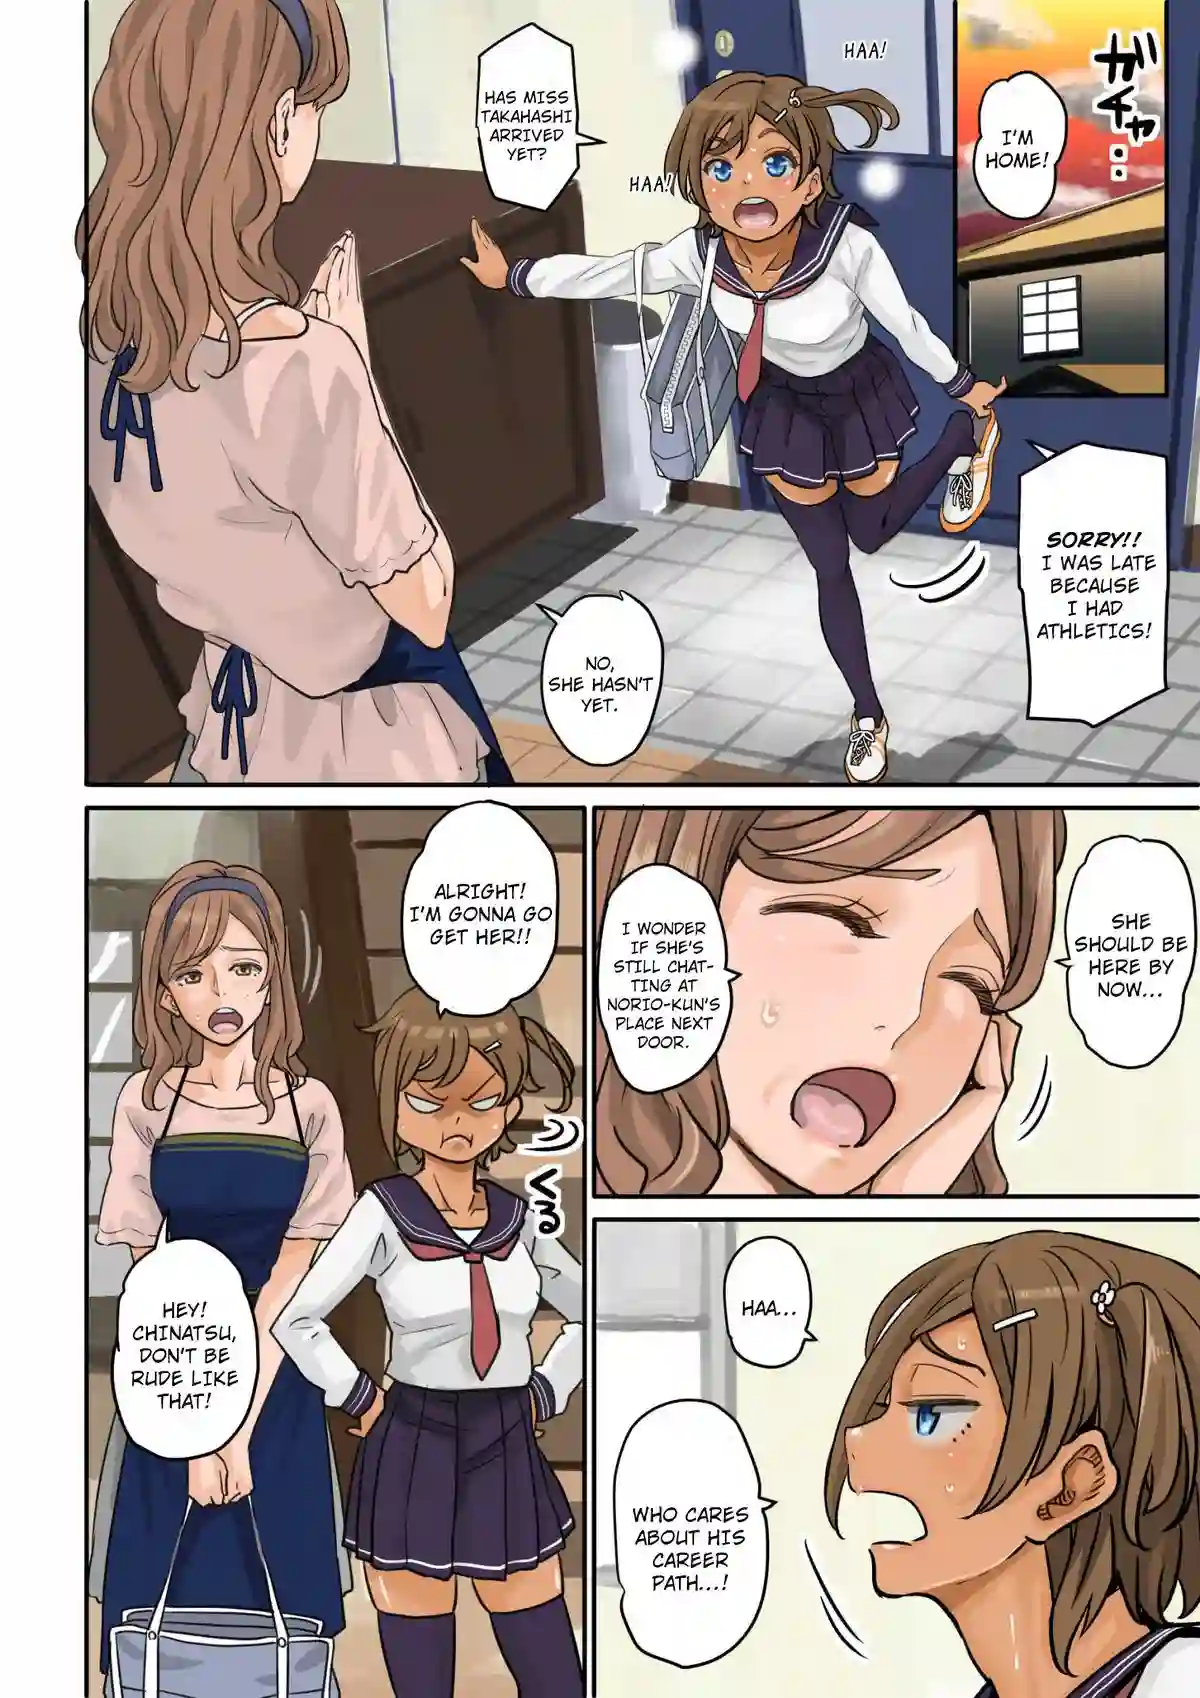 ガチャ‥
I'M
HOME!
HAA!
HAA!
HAS MISS
TAKAHASHI
ARRIVED
YET?
SORRY!!
I WAS LATE
BECAUSE
I HAD
ATHLETICS!
NO,
SHE HASN'T
YET.
SHE
SHOULD BE
HERE BY
NOW...
I WONDER
IF SHE'S
STILL CHAT-
TING AT
NORIO-KUN'S
PLACE NEXT
DOOR.
HAA...
WHO CARES
ABOUT HIS
CAREER
PATH...!
ALRIGHT!
I'M GONNA GO
GET HER!!
くるっ
HEY!
CHINATSU,
DON'T BE
RUDE LIKE
THAT!